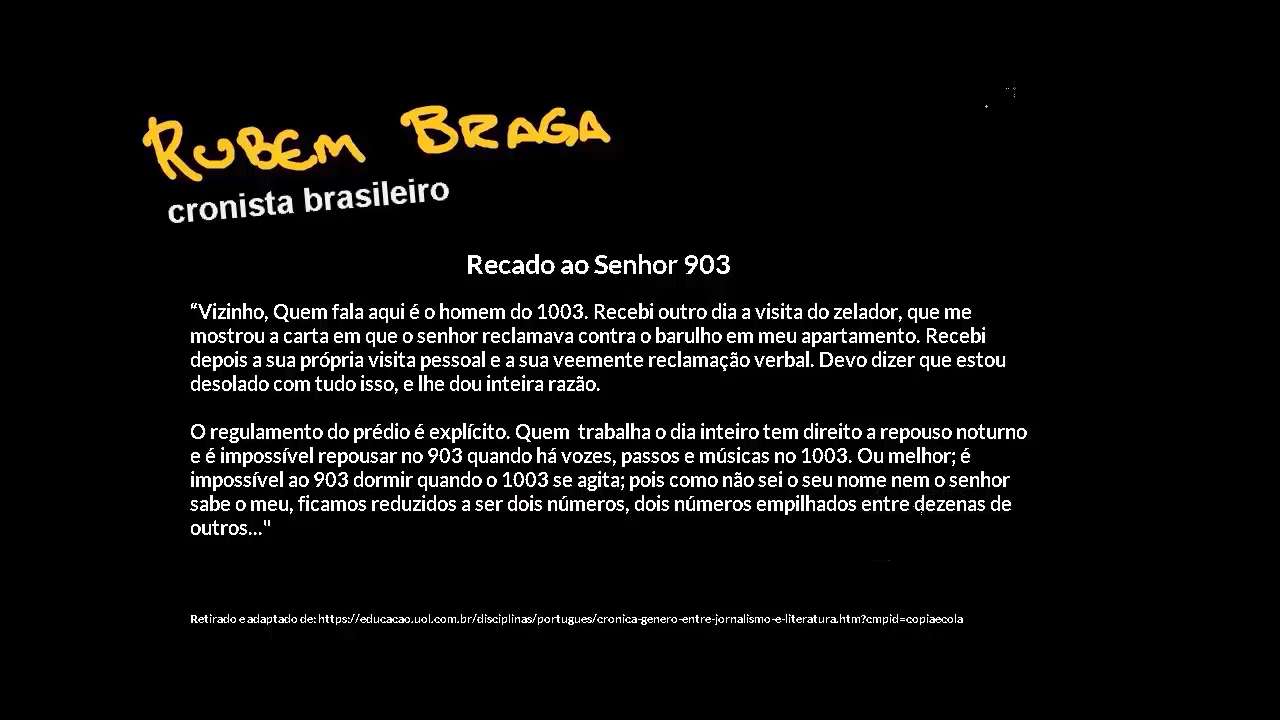 RUBEM BRAGA
cronista brasileiro
Recado ao Senhor 903
“Vizinho, Quem fala aqui é o homem do 1003. Recebi outro dia a visita do zelador, que me
mostrou a carta em que o senhor reclamava contra o barulho em meu apartamento. Recebi
depois a sua própria visita pessoal e a sua veemente reclamação verbal. Devo dizer que estou
desolado com tudo isso, e lhe dou inteira razão.
O regulamento do prédio é explícito. Quem  trabalha o dia inteiro tem direito a repouso noturno
e é impossível repousar no 903 quando há vozes, passos e músicas no 1003. Ou melhor; é
impossível ao 903 dormir quando o 1003 se agita; pois como não sei o seu nome nem o senhor
sabe o meu, ficamos reduzidos a ser dois números, dois números empilhados entre dezenas de
outros..."
Retirado e adaptado de: https://educacao.uol.com.br/disciplinas/portugues/cronica-genero-entre-jornalismo-e-literatura.htm?cmpid=copiaecola